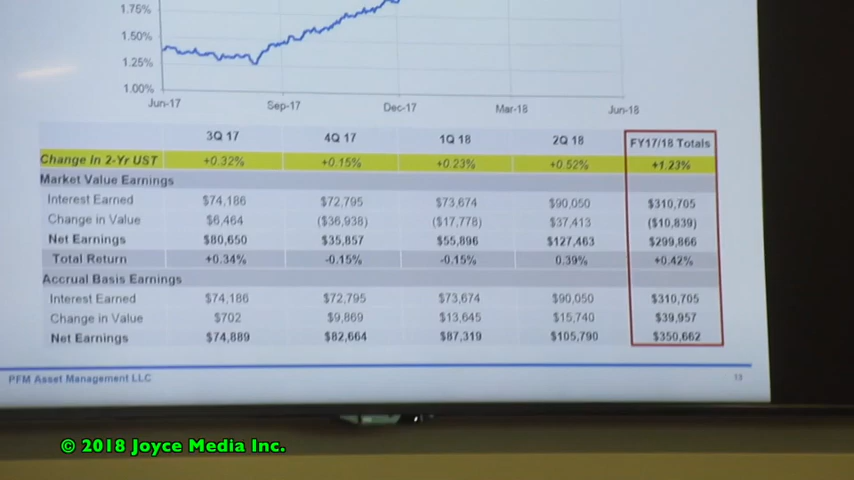 1.75%
1.50%
1.25%
1.00%
Jun-17 Sep-17 Dec-17 Mar-18 Jun-18
3Q 17 4Q 17 1Q 18 2Q 18 FY17/18 Totals
Change in 2-Yr UST +0.32% +0.15% +0.23% +0.52% +1.23%
Market Value Earnings
Interest Earned $74,186 $72,795 $73,674 $90,050 $310,705
Change in Value $6,464 ($36,938) ($17,778) $37,413 ($10,839)
Net Earnings $80,650 $35,857 $55,896 $127,463 $299,866
Total Return +0.34% -0.15% -0.15% 0.39% +0.42%
Accrual Basis Earnings
Interest Earned $74,186 $72,795 $73,674 $90,050 $310,705
Change in Value $702 $9,869 $13,645 $15,740 $39,957
Net Earnings $74,889 $82,664 $87,319 $105,790 $350,662
PFM Asset Management LLC 13
© 2018 Joyce Media Inc.